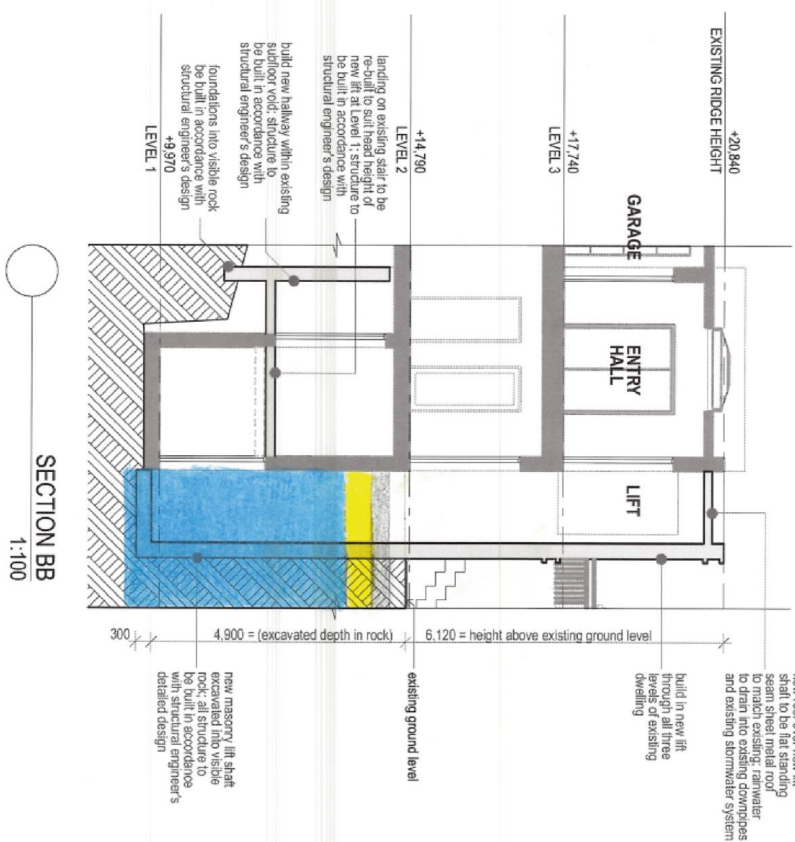 EXISTING RIDGE HEIGHT
+20,840
LEVEL 3
+17,740
LEVEL 2
+14,790
LEVEL 1
+9,970
landing on existing stair to be
re-built to suit head height of
new lift at Level 1; structure to
be built in accordance with
structural engineer's design
build new hallway within existing
subfloor void; structure to
be built in accordance with
structural engineer's design
foundations into visible rock
be built in accordance with
structural engineer's design
GARAGE
ENTRY
HALL
LIFT
shaft to be flat standing
seam sheet metal roof
to match existing; rainwater
to drain into existing downpipes
and existing stormwater system
build in new lift
through all three
levels of existing
dwelling
6,120 = height above existing ground level
existing ground level
4,900 = (excavated depth in rock)
300
new masonry lift shaft
excavated into visible
rock; all structure to
be built in accordance
with structural engineer's
detailed design
SECTION BB
1:100